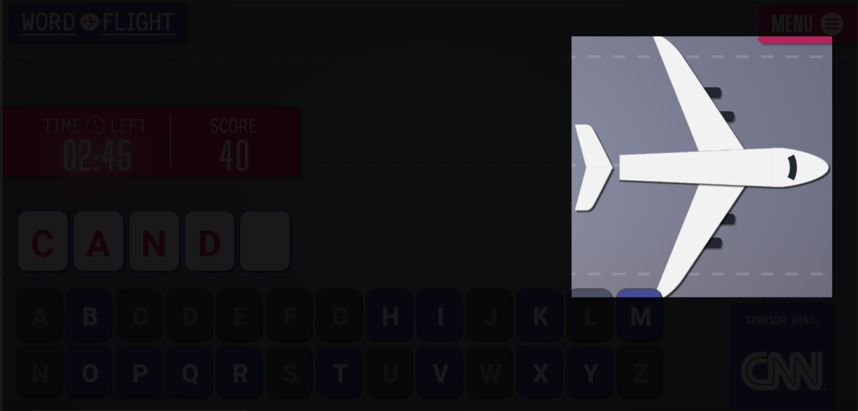 WORD FLIGHT
MENU
TIME LEFT
02:45
SCORE
40
C A N D
A B C D E F G H I J K L M
N O P Q R S T U V W X Y Z
SPONSOR HINT:
CNN